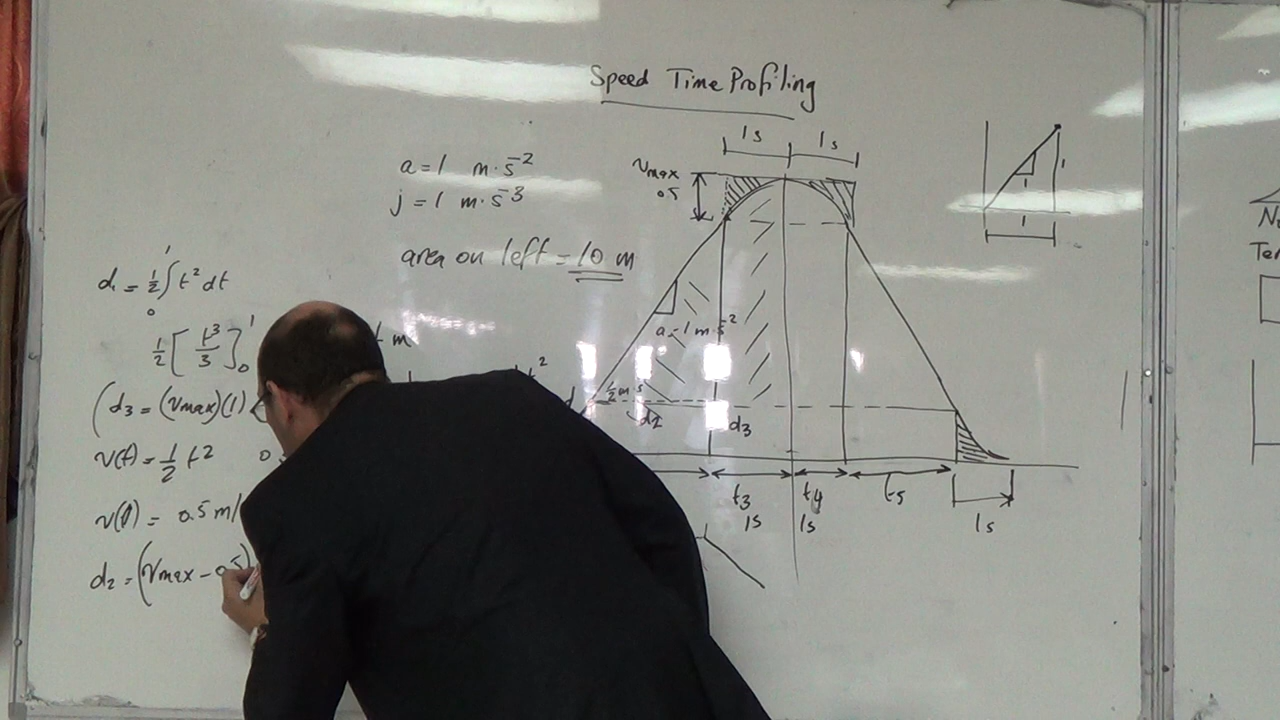 Speed Time Profiling
1s 1s
a = 1 m·s⁻²
j = 1 m·s⁻³
area on left = 10 m
vmax
0.5
1
1
1
d₁ = ½ ∫₀¹ t² dt
½ [t³/3]₀¹
m
(d₃ = (vmax)(1)
v(t) = ½ t²
v(1) = 0.5 m/
d₂ = (vmax - 0.5)
a = 1 m·s⁻²
½ m s
d₂
d₃
t₃ t₄ t₅
1s 1s 1s